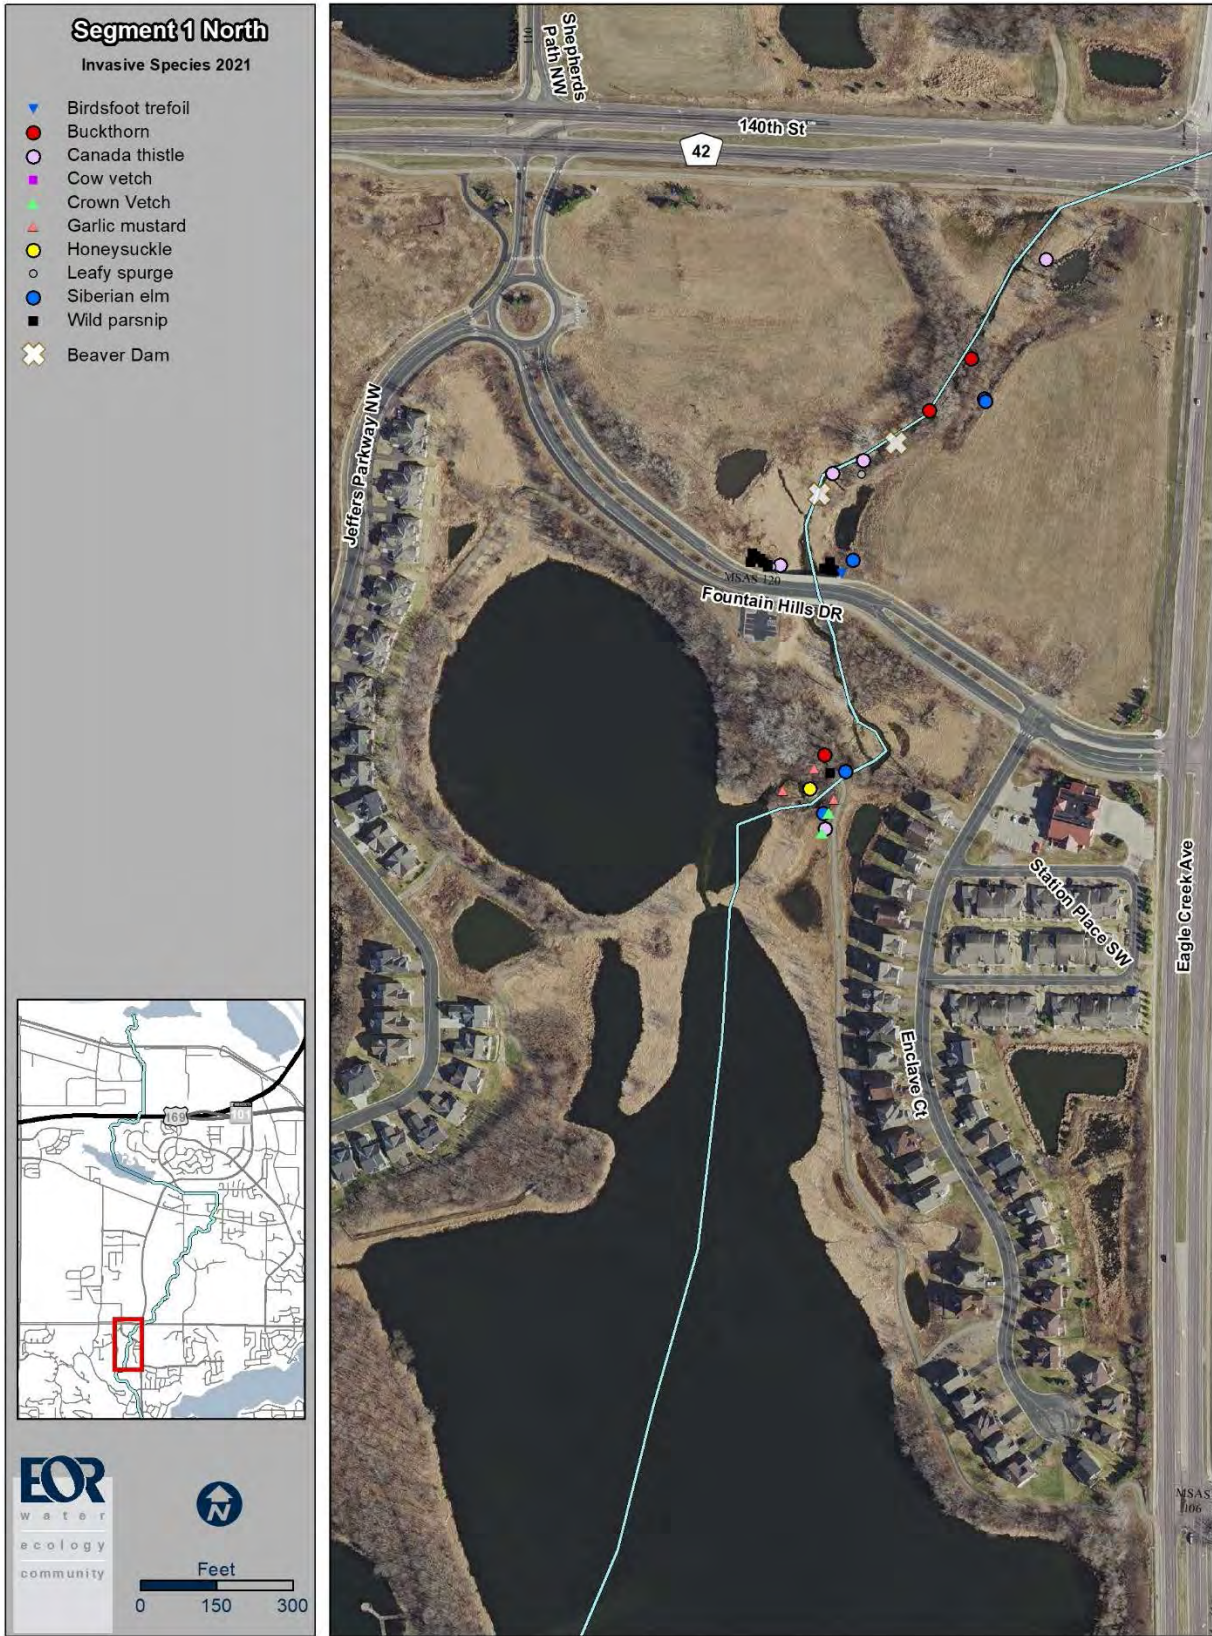 Segment 1 North
Invasive Species 2021
Birdsfoot trefoil
Buckthorn
Canada thistle
Cow vetch
Crown Vetch
Garlic mustard
Honeysuckle
Leafy spurge
Siberian elm
Wild parsnip
Beaver Dam
169
101
EOR
water
ecology
community
N
Feet
0 150 300
MSAS
110
Shepherds
Path NW
140th St
42
Jeffers Parkway NW
MSAS 120
Fountain Hills DR
Station Place SW
Eagle Creek Ave
Enclave Ct
MSAS
106